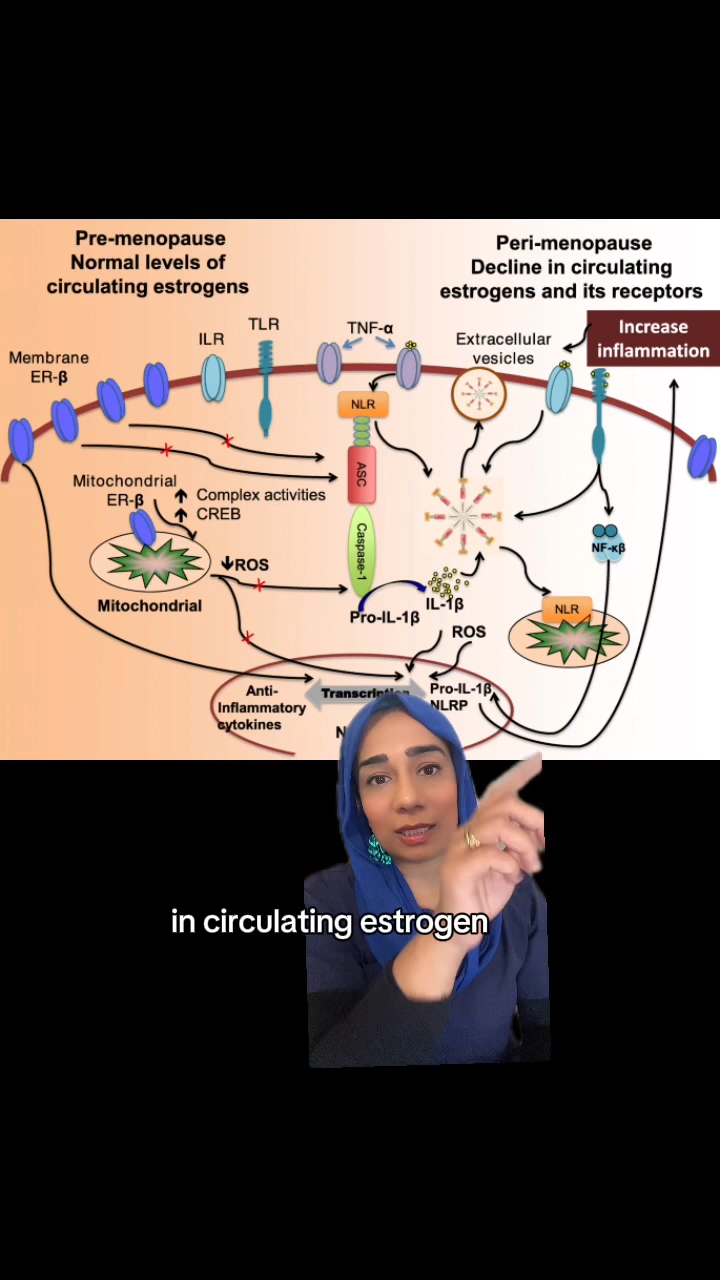 Pre-menopause
Normal levels of
circulating estrogens
Peri-menopause
Decline in circulating
estrogens and its receptors
Increase
inflammation
Membrane
ER-β
ILR
TLR
TNF-α
Extracellular
vesicles
NLR
ASC
Caspase-1
Mitochondrial
ER-β
Complex activities
CREB
ROS
Mitochondrial
Pro-IL-1β
IL-1β
ROS
NF-κβ
NLR
Anti-
Inflammatory
cytokines
Transcription
Pro-IL-1β
NLRP
N
in circulating estrogen